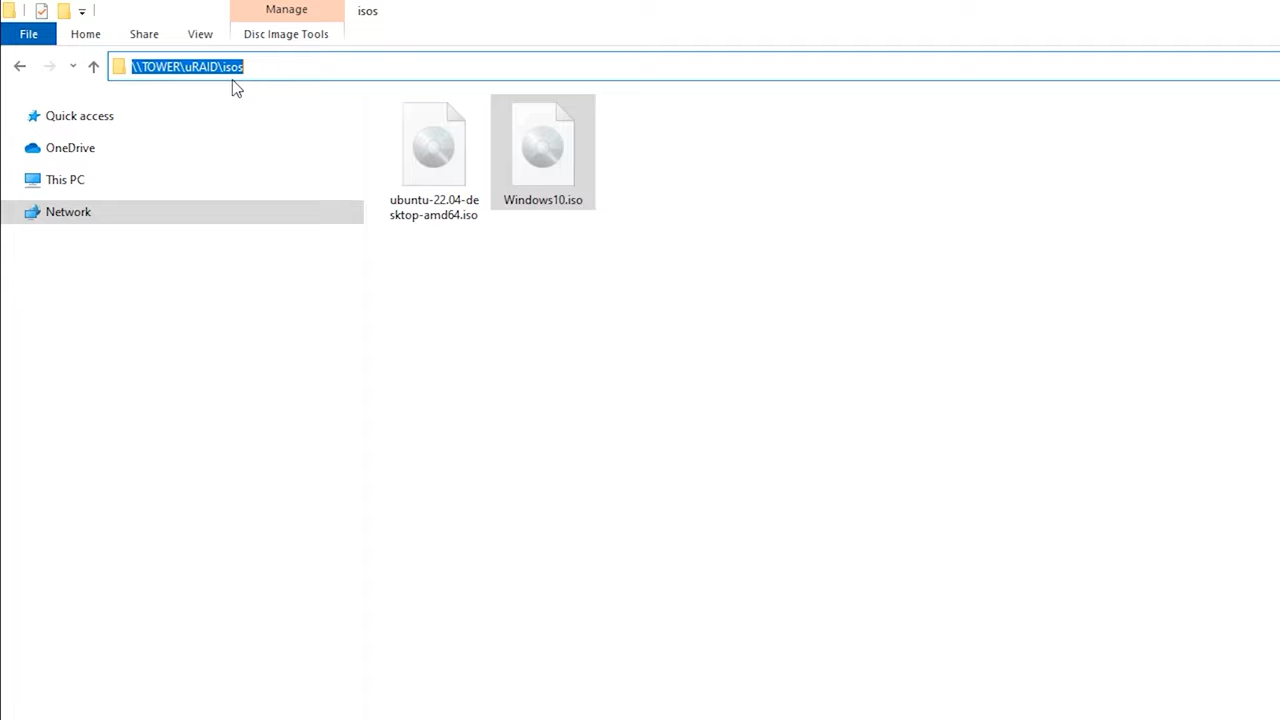 Manage
isos
File
Home
Share
View
Disc Image Tools
\\TOWER\uRAID\isos
Quick access
OneDrive
This PC
Network
ubuntu-22.04-de
sktop-amd64.iso
Windows10.iso